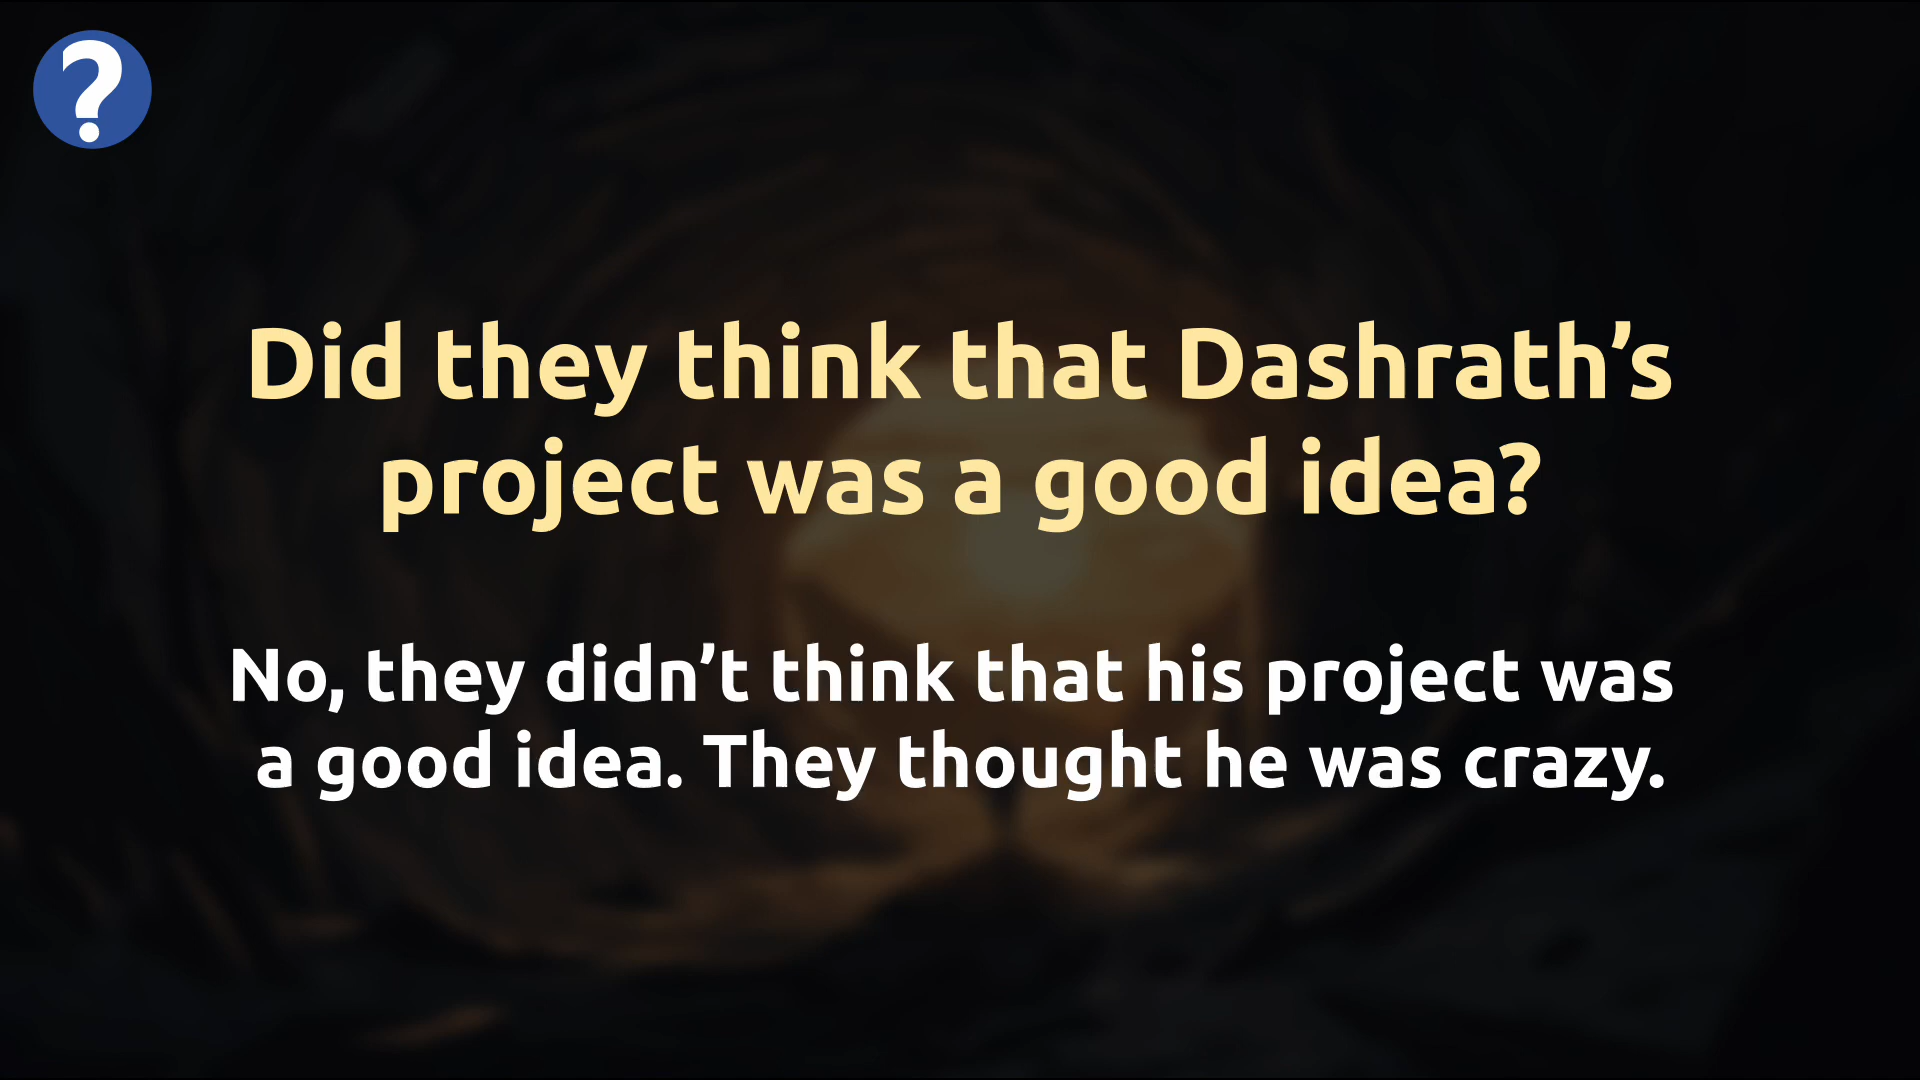 ?
Did they think that Dashrath’s
project was a good idea?
No, they didn’t think that his project was
a good idea. They thought he was crazy.